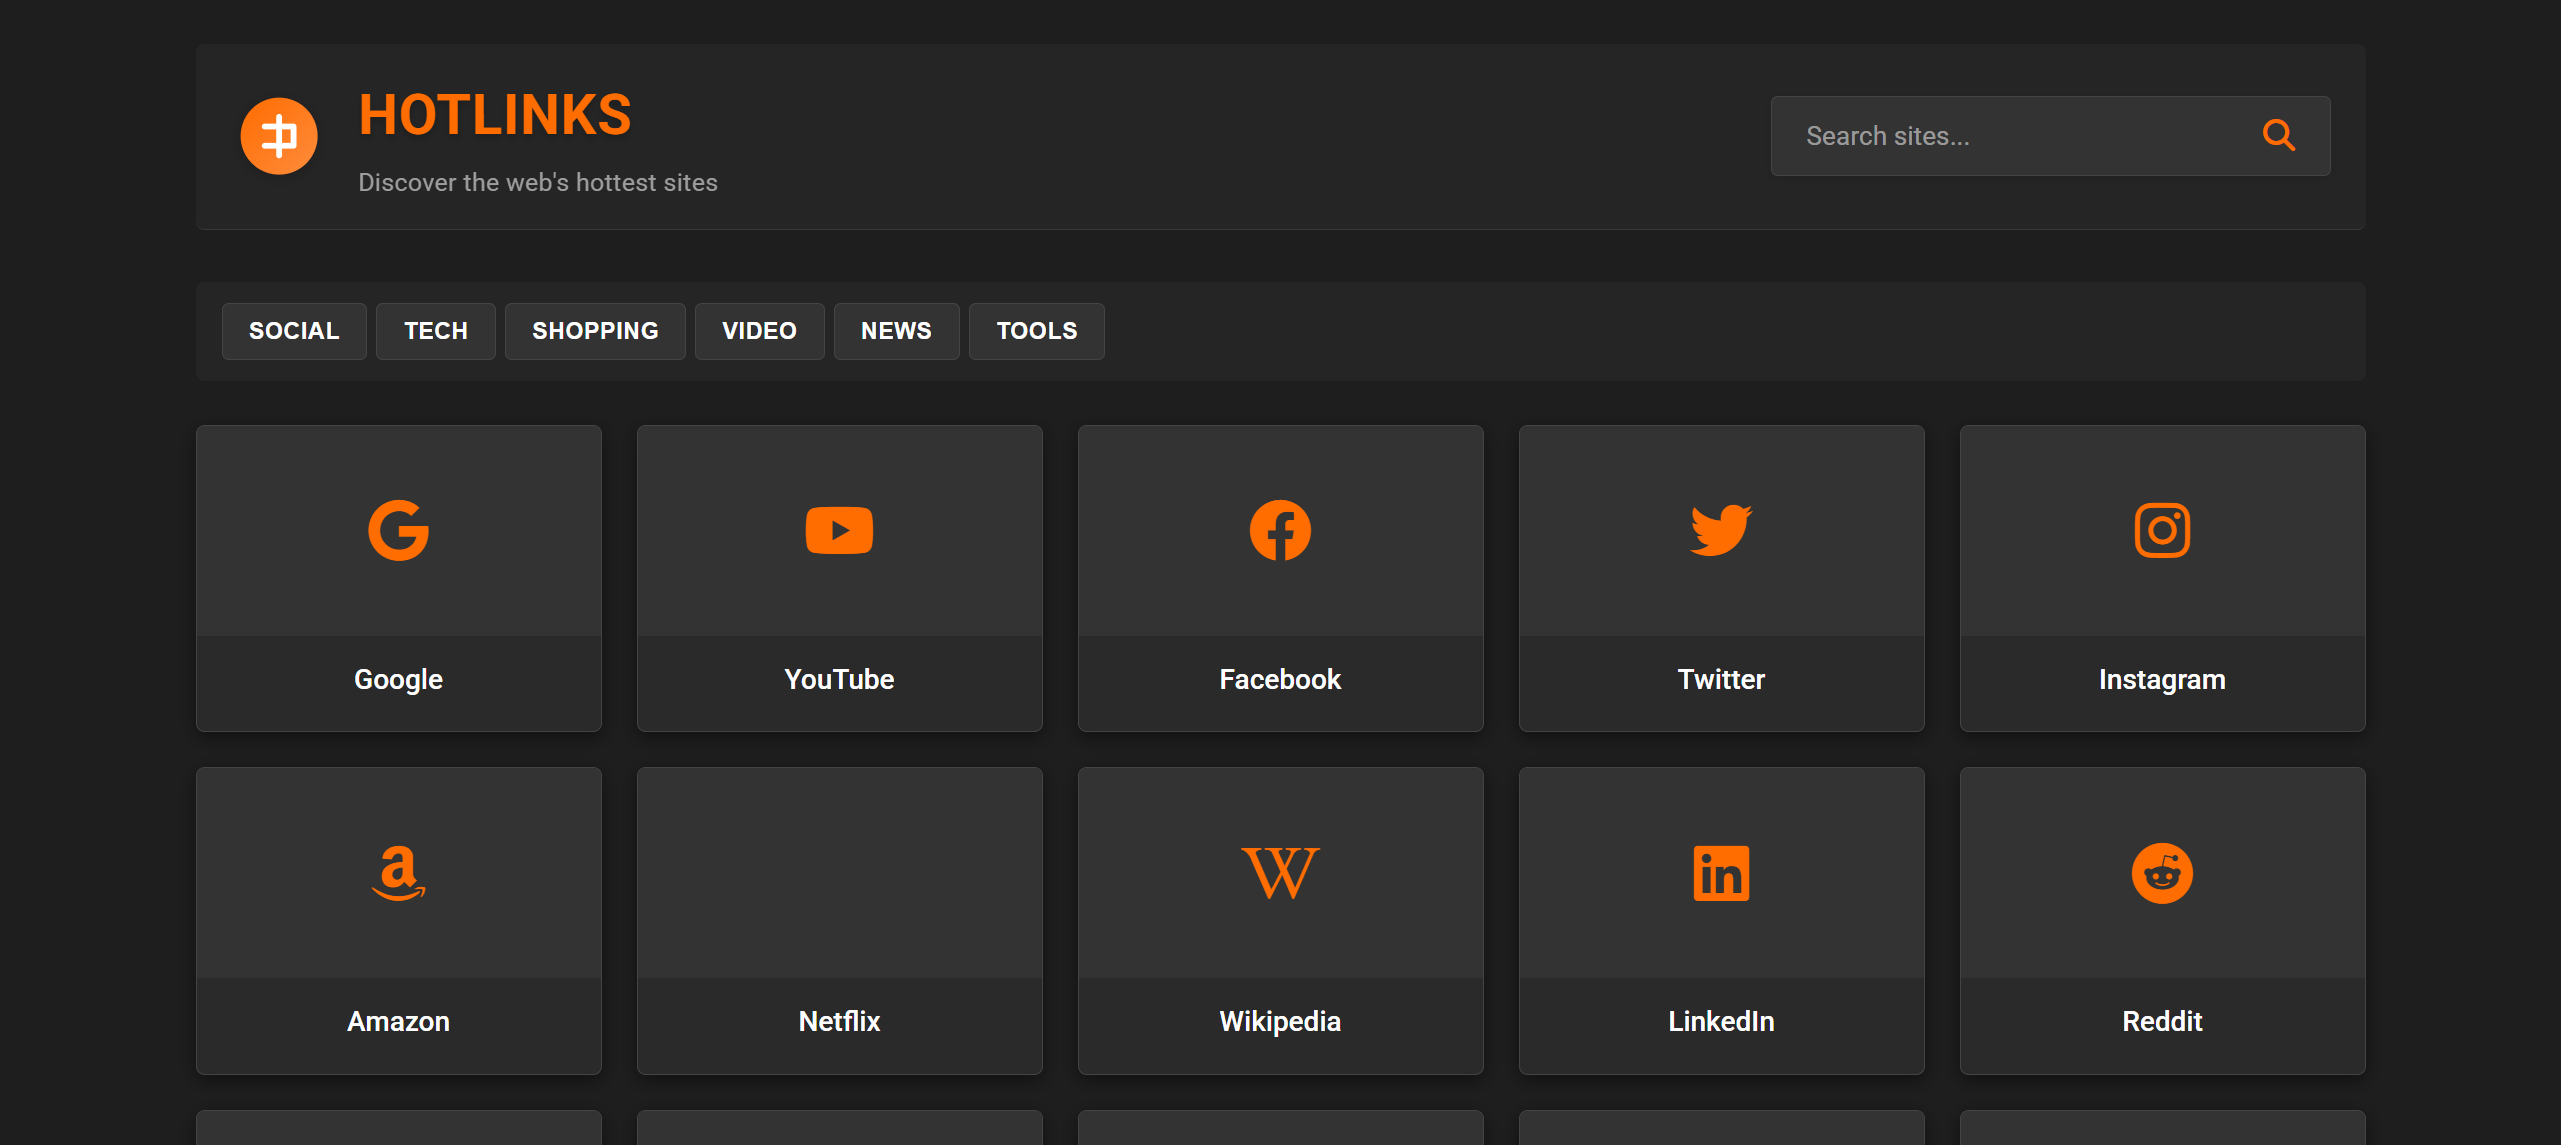 HOTLINKS
Discover the web's hottest sites
Search sites...
SOCIAL TECH SHOPPING VIDEO NEWS TOOLS
Google YouTube Facebook Twitter Instagram
Amazon Netflix Wikipedia LinkedIn Reddit